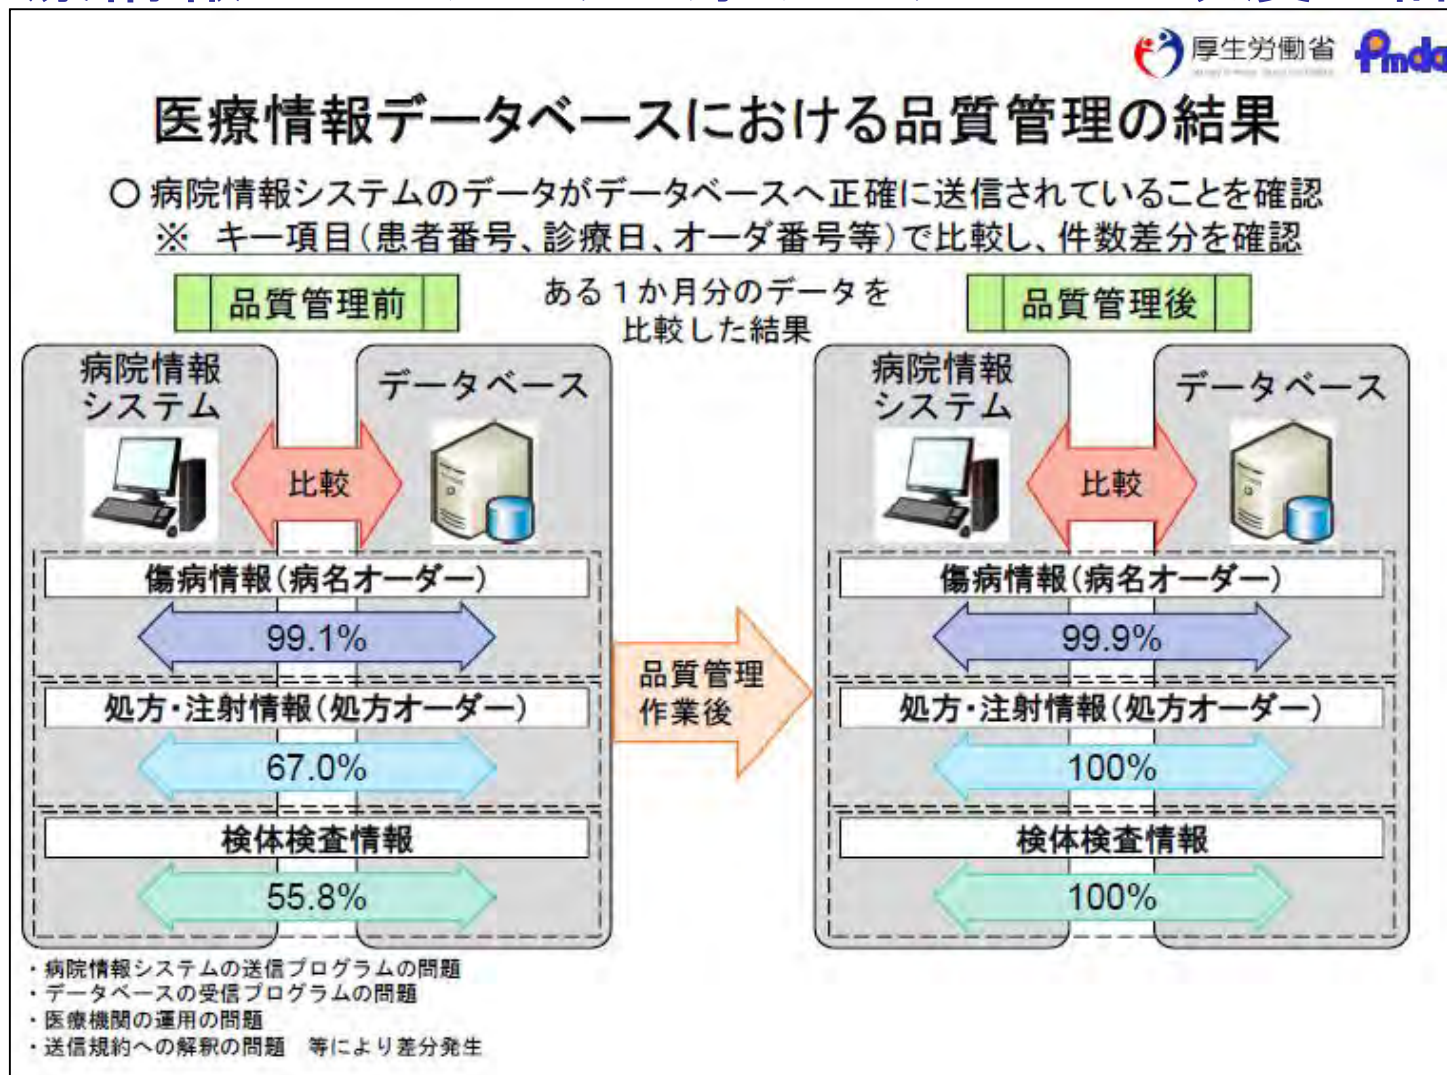 厚生労働省 Pmda
医療情報データベースにおける品質管理の結果
〇 病院情報システムのデータがデータベースへ正確に送信されていることを確認
※ キー項目(患者番号、診療日、オーダ番号等)で比較し、件数差分を確認
品質管理前
ある1か月分のデータを
比較した結果
品質管理後
病院情報
システム
データベース
比較
傷病情報(病名オーダー)
99.1%
処方・注射情報(処方オーダー)
67.0%
検体検査情報
55.8%
品質管理
作業後
病院情報
システム
データベース
比較
傷病情報(病名オーダー)
99.9%
処方・注射情報(処方オーダー)
100%
検体検査情報
100%
・病院情報システムの送信プログラムの問題
・データベースの受信プログラムの問題
・医療機関の運用の問題
・送信規約への解釈の問題 等により差分発生